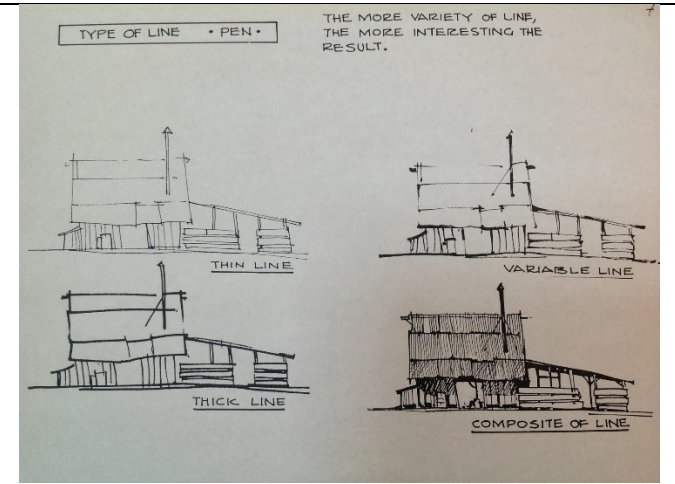 TYPE OF LINE • PEN •
THE MORE VARIETY OF LINE,
THE MORE INTERESTING THE
RESULT.
THIN LINE
VARIABLE LINE
THICK LINE
COMPOSITE OF LINE